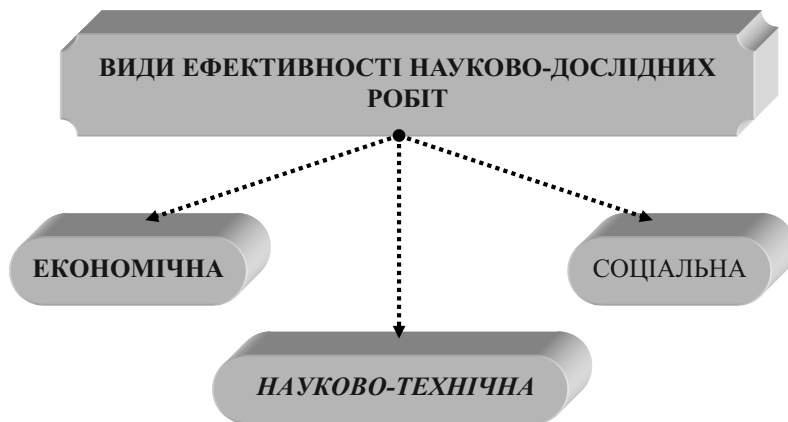 ВИДИ ЕФЕКТИВНОСТІ НАУКОВО-ДОСЛІДНИХ
РОБІТ
ЕКОНОМІЧНА
СОЦІАЛЬНА
НАУКОВО-ТЕХНІЧНА